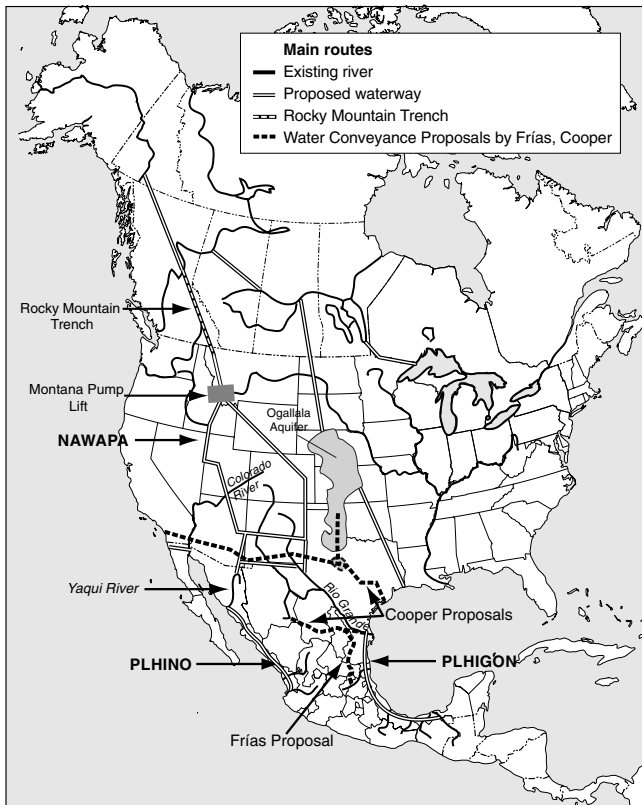 Main routes
Existing river
Proposed waterway
Rocky Mountain Trench
Water Conveyance Proposals by Frías, Cooper
Rocky Mountain
Trench
Montana Pump
Lift
Ogallala
Aquifer
NAWAPA
Colorado
River
Yaqui River
Rio Grande
Cooper Proposals
PLHINO
PLHIGON
Frías Proposal